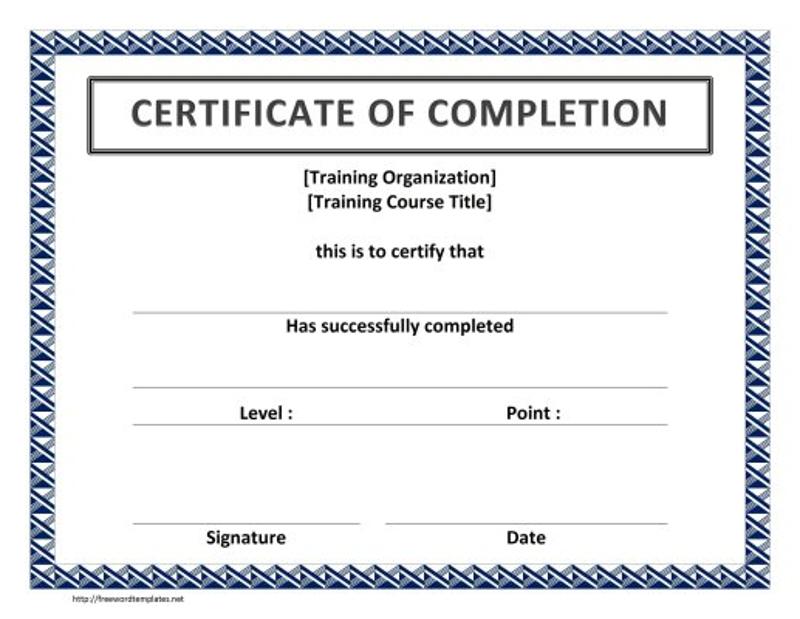 CERTIFICATE OF COMPLETION
[Training Organization]
[Training Course Title]
this is to certify that
Has successfully completed
Level : Point :
Signature Date
http://freewordtemplates.net